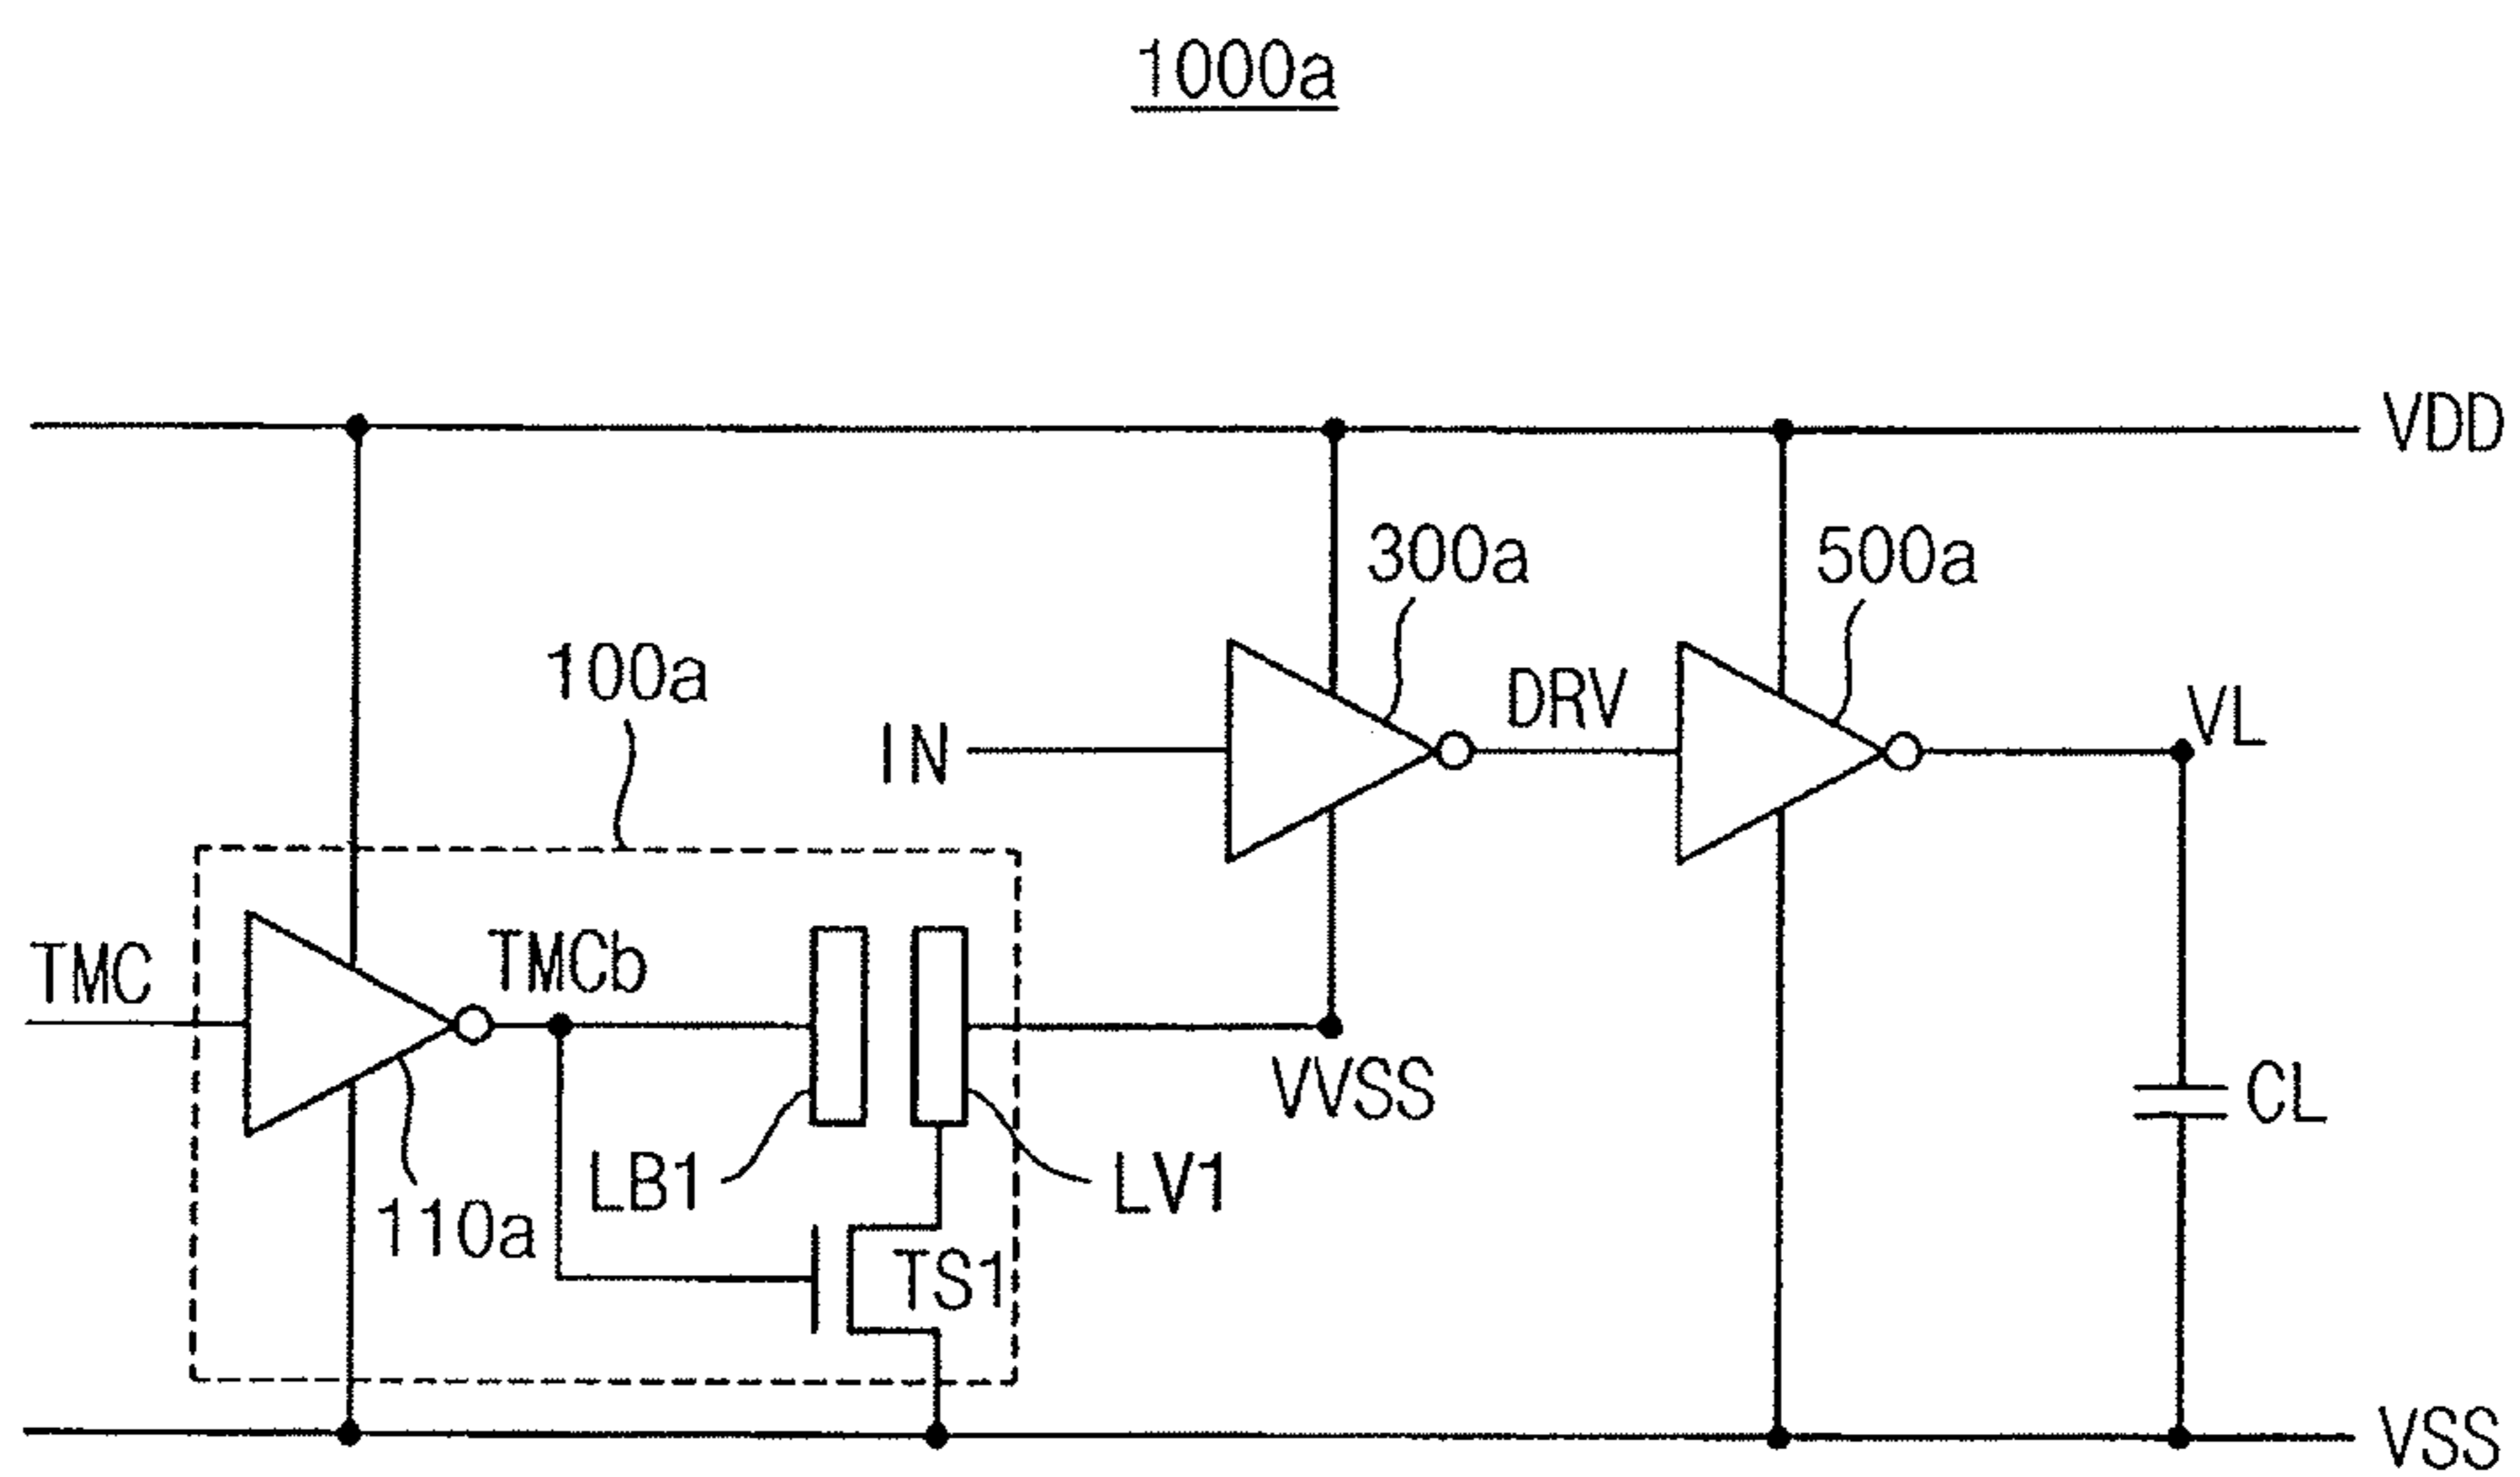 1000a
VDD
300a
500a
100a
DRV
VL
IN
TMC
TMCb
VVSS
CL
LB1
LV1
110a
TS1
VSS